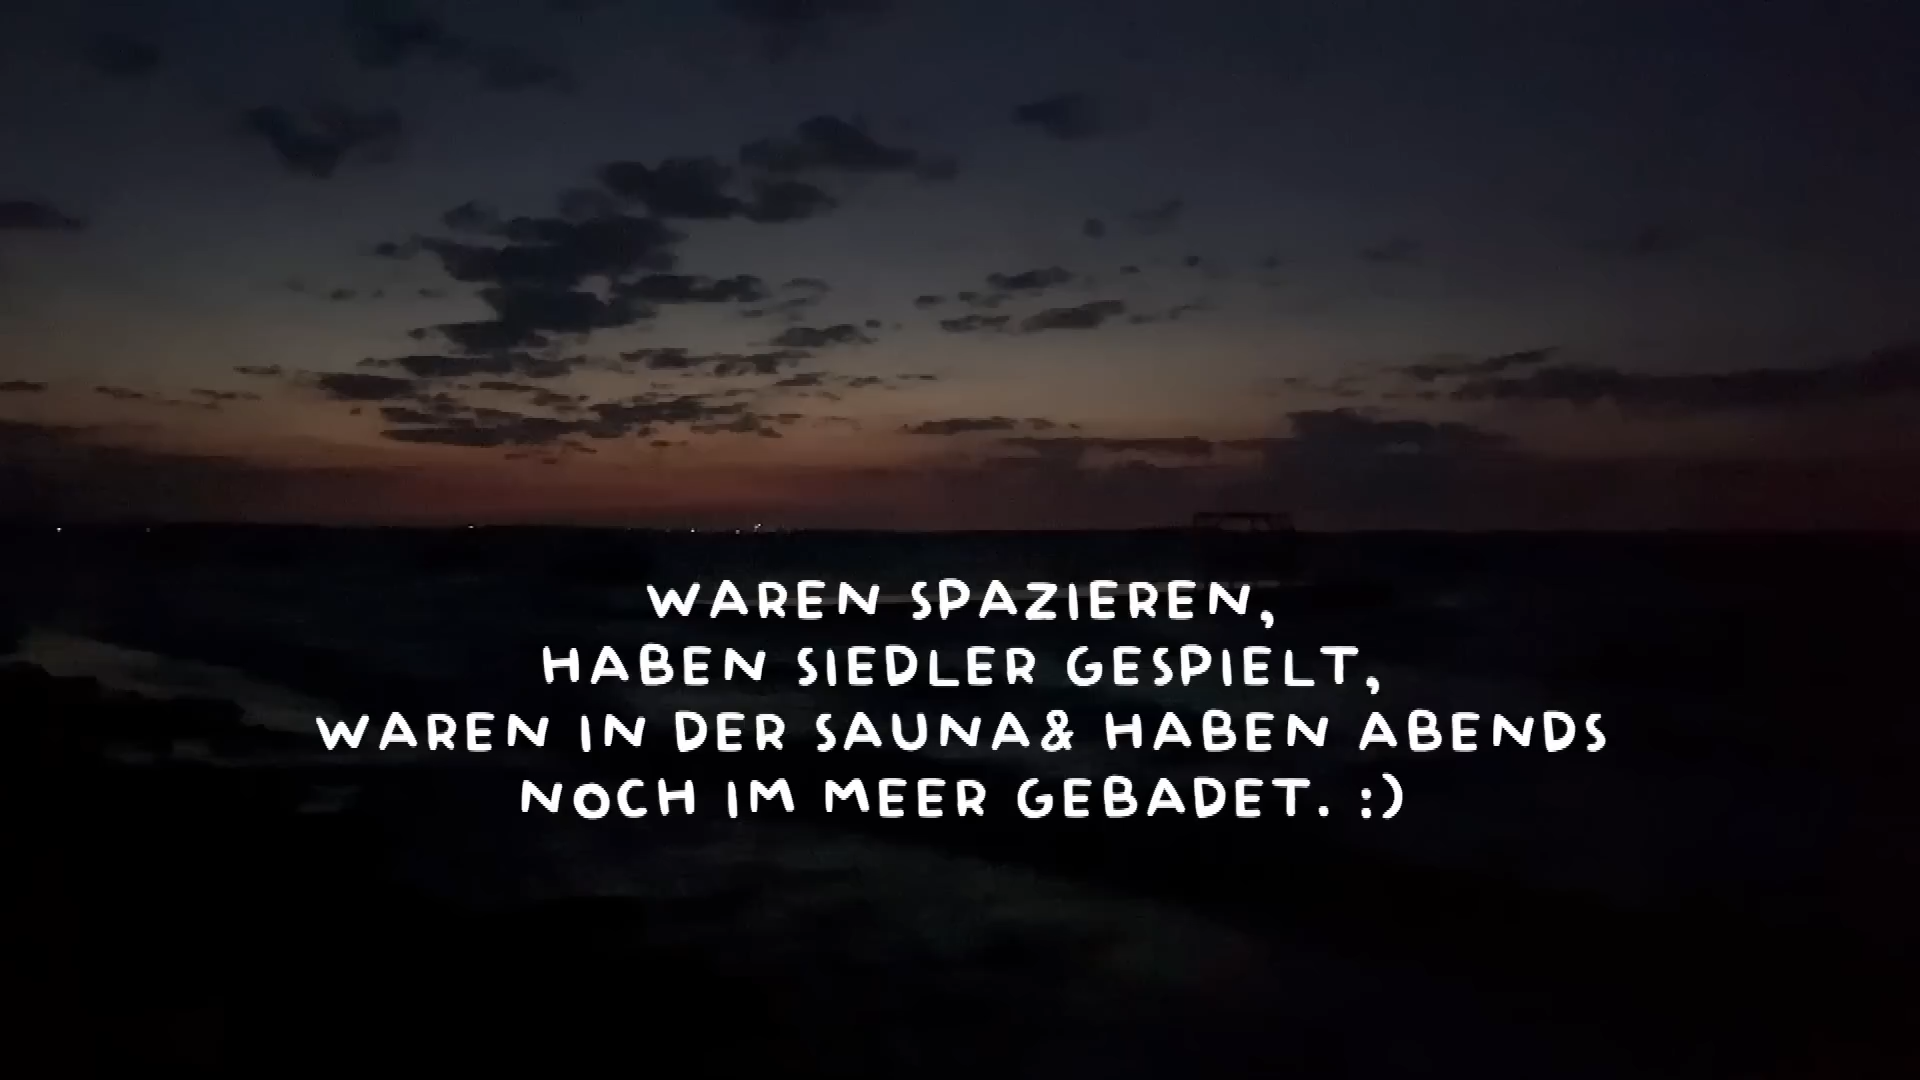 WAREN SPAZIEREN,
HABEN SIEDLER GESPIELT,
WAREN IN DER SAUNA& HABEN ABENDS
NOCH IM MEER GEBADET. :)